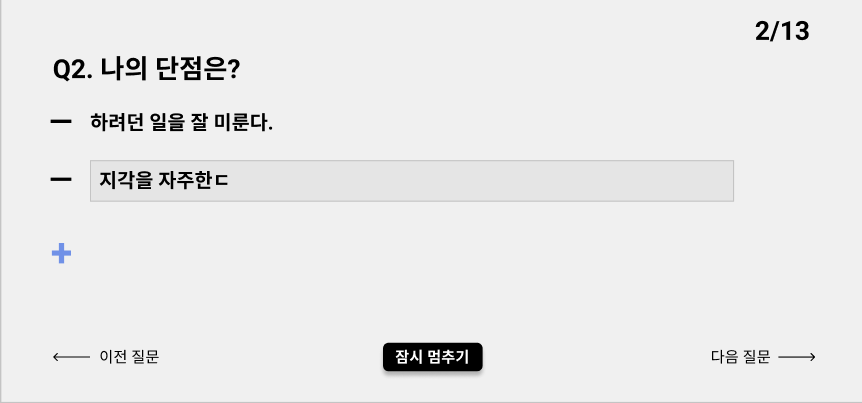 2/13
Q2. 나의 단점은?
하려던 일을 잘 미룬다.
지각을 자주한ㄷ
이전 질문
잠시 멈추기
다음 질문